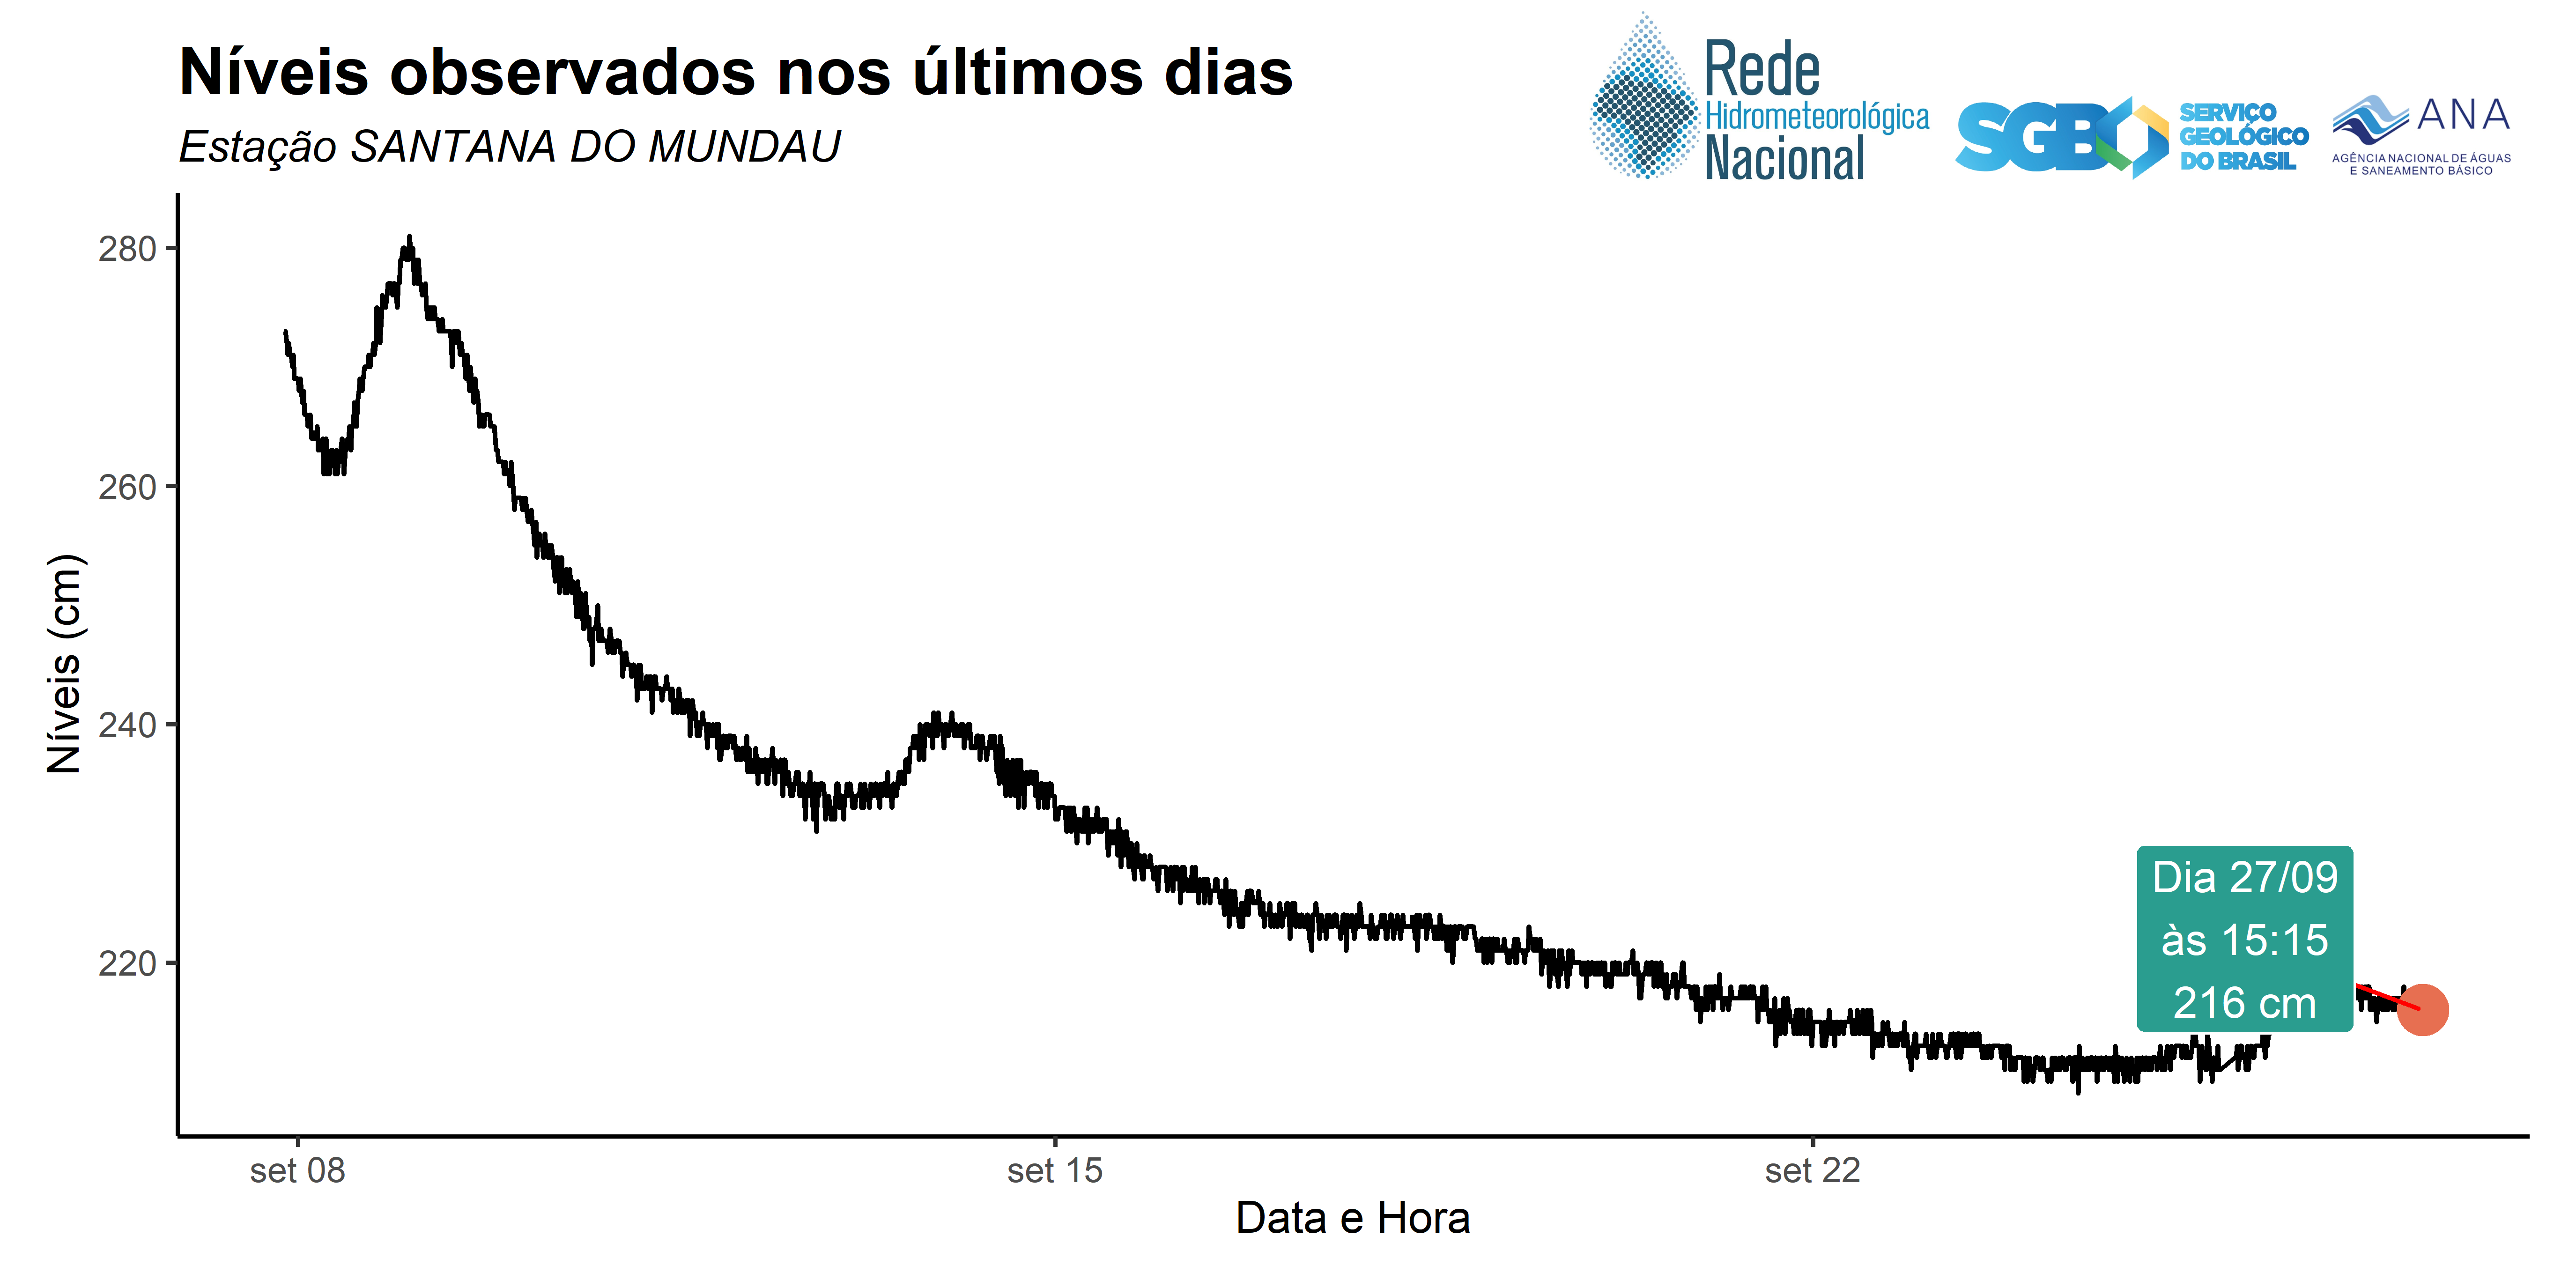 Níveis observados nos últimos dias
Estação SANTANA DO MUNDAU
Rede
Hidrometeorológica
Nacional
SGB
SERVIÇO
GEOLÓGICO
DO BRASIL
ANA
AGÊNCIA NACIONAL DE ÁGUAS
E SANEAMENTO BÁSICO
Níveis (cm)
280
260
240
220
Dia 27/09
às 15:15
216 cm
set 08
set 15
set 22
Data e Hora